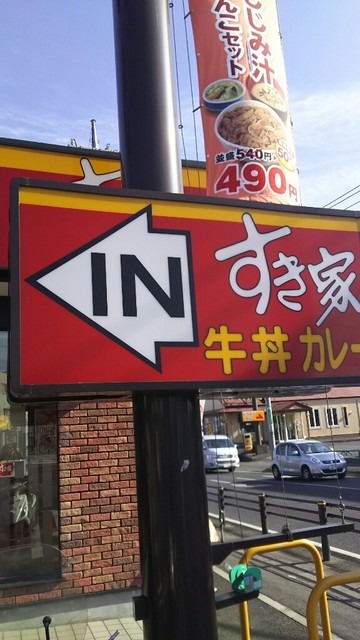 しじみ汁
んこセット
釜盛540円
490円
IN
すき家
牛丼 カレー